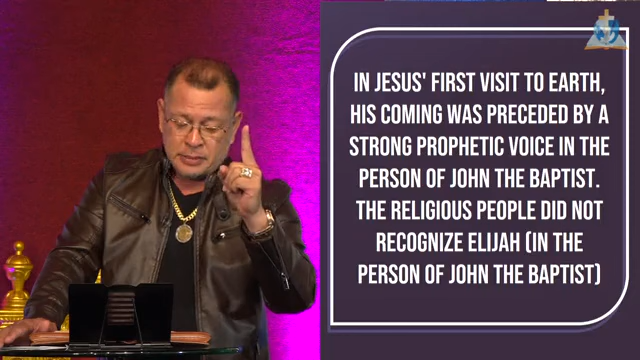 IN JESUS' FIRST VISIT TO EARTH,
HIS COMING WAS PRECEDED BY A
STRONG PROPHETIC VOICE IN THE
PERSON OF JOHN THE BAPTIST.
THE RELIGIOUS PEOPLE DID NOT
RECOGNIZE ELIJAH (IN THE
PERSON OF JOHN THE BAPTIST)